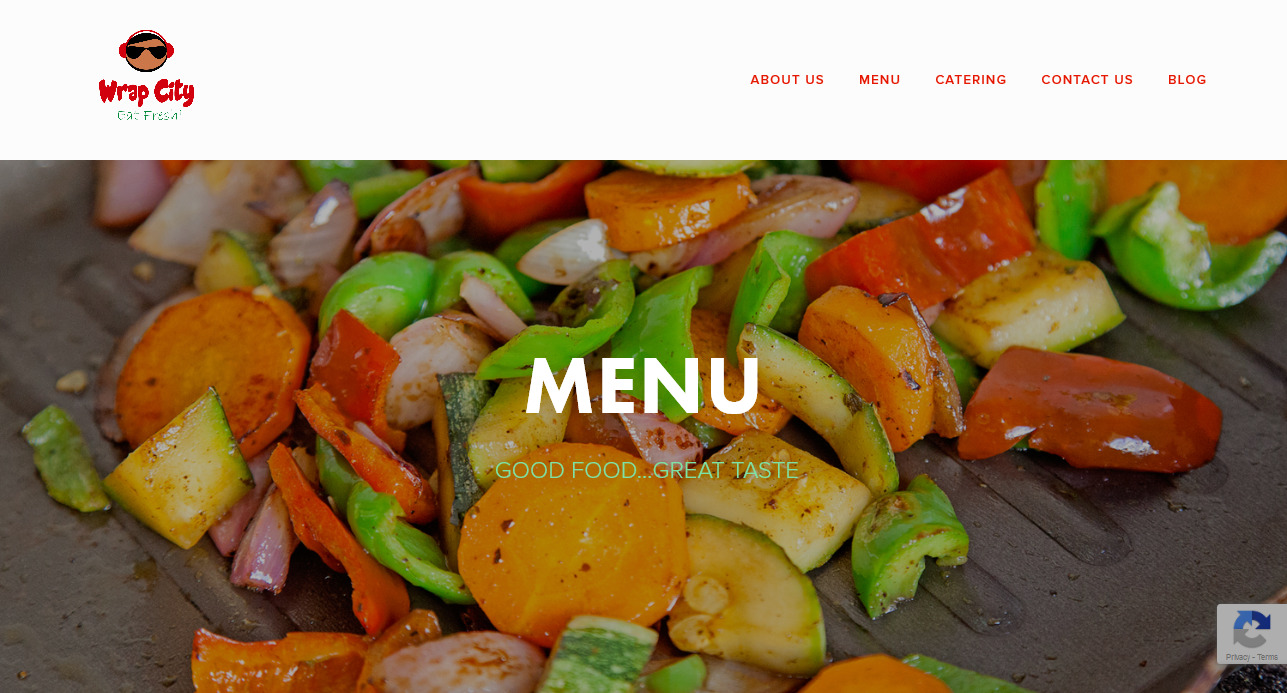 Wrap City
Eat Fresh!
ABOUT US
MENU
CATERING
CONTACT US
BLOG
MENU
GOOD FOOD...GREAT TASTE
Privacy - Terms